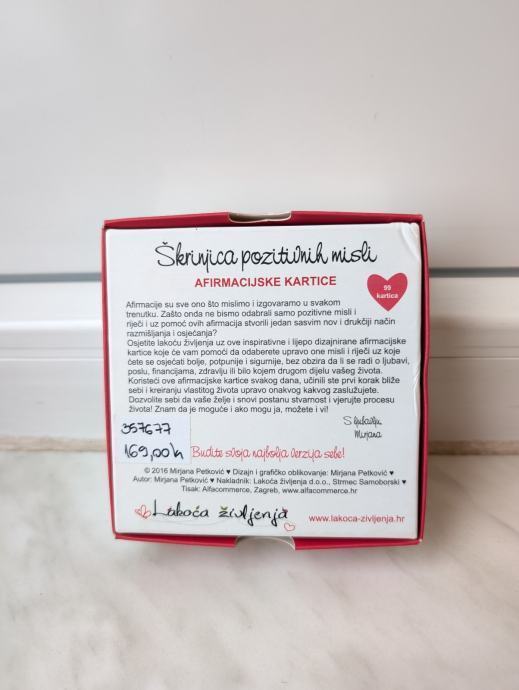 Škrinjica pozitivnih misli
AFIRMACIJSKE KARTICE
99
kartica
Afirmacije su sve ono što mislimo i izgovaramo u svakom
trenutku. Zašto onda ne bismo odabrali samo pozitivne misli i
riječi i uz pomoć ovih afirmacija stvorili jedan sasvim nov i drukčiji način
razmišljanja i osjećanja?
Osjetite lakoću življenja uz ove inspirativne i lijepo dizajnirane afirmacijske
kartice koje će vam pomoći da odaberete upravo one misli i riječi uz koje
ćete se osjećati bolje, potpunije i sigurnije, bez obzira da li se radi o ljubavi,
poslu, financijama, zdravlju ili bilo kojem drugom dijelu vašeg života.
Koristeći ove afirmacijske kartice svakog dana, učinili ste prvi korak bliže
sebi i kreiranju vlastitog života upravo onakvog kakvog zaslužujete.
Dozvolite sebi da vaše želje i snovi postanu stvarnost i vjerujte procesu
života! Znam da je moguće i ako mogu ja, možete i vi!
S ljubavlju
Mirjana
357677
169,00 k
Budite svoja najbolja verzija sebe!
© 2016 Mirjana Petković ♥ Dizajn i grafičko oblikovanje: Mirjana Petković ♥
Autor: Mirjana Petković ♥ Nakladnik: Lakoća življenja d.o.o., Strmec Samoborski ♥
Tisak: Alfacommerce, Zagreb, www.alfacommerce.hr
Lakoća življenja
www.lakoca-zivljenja.hr